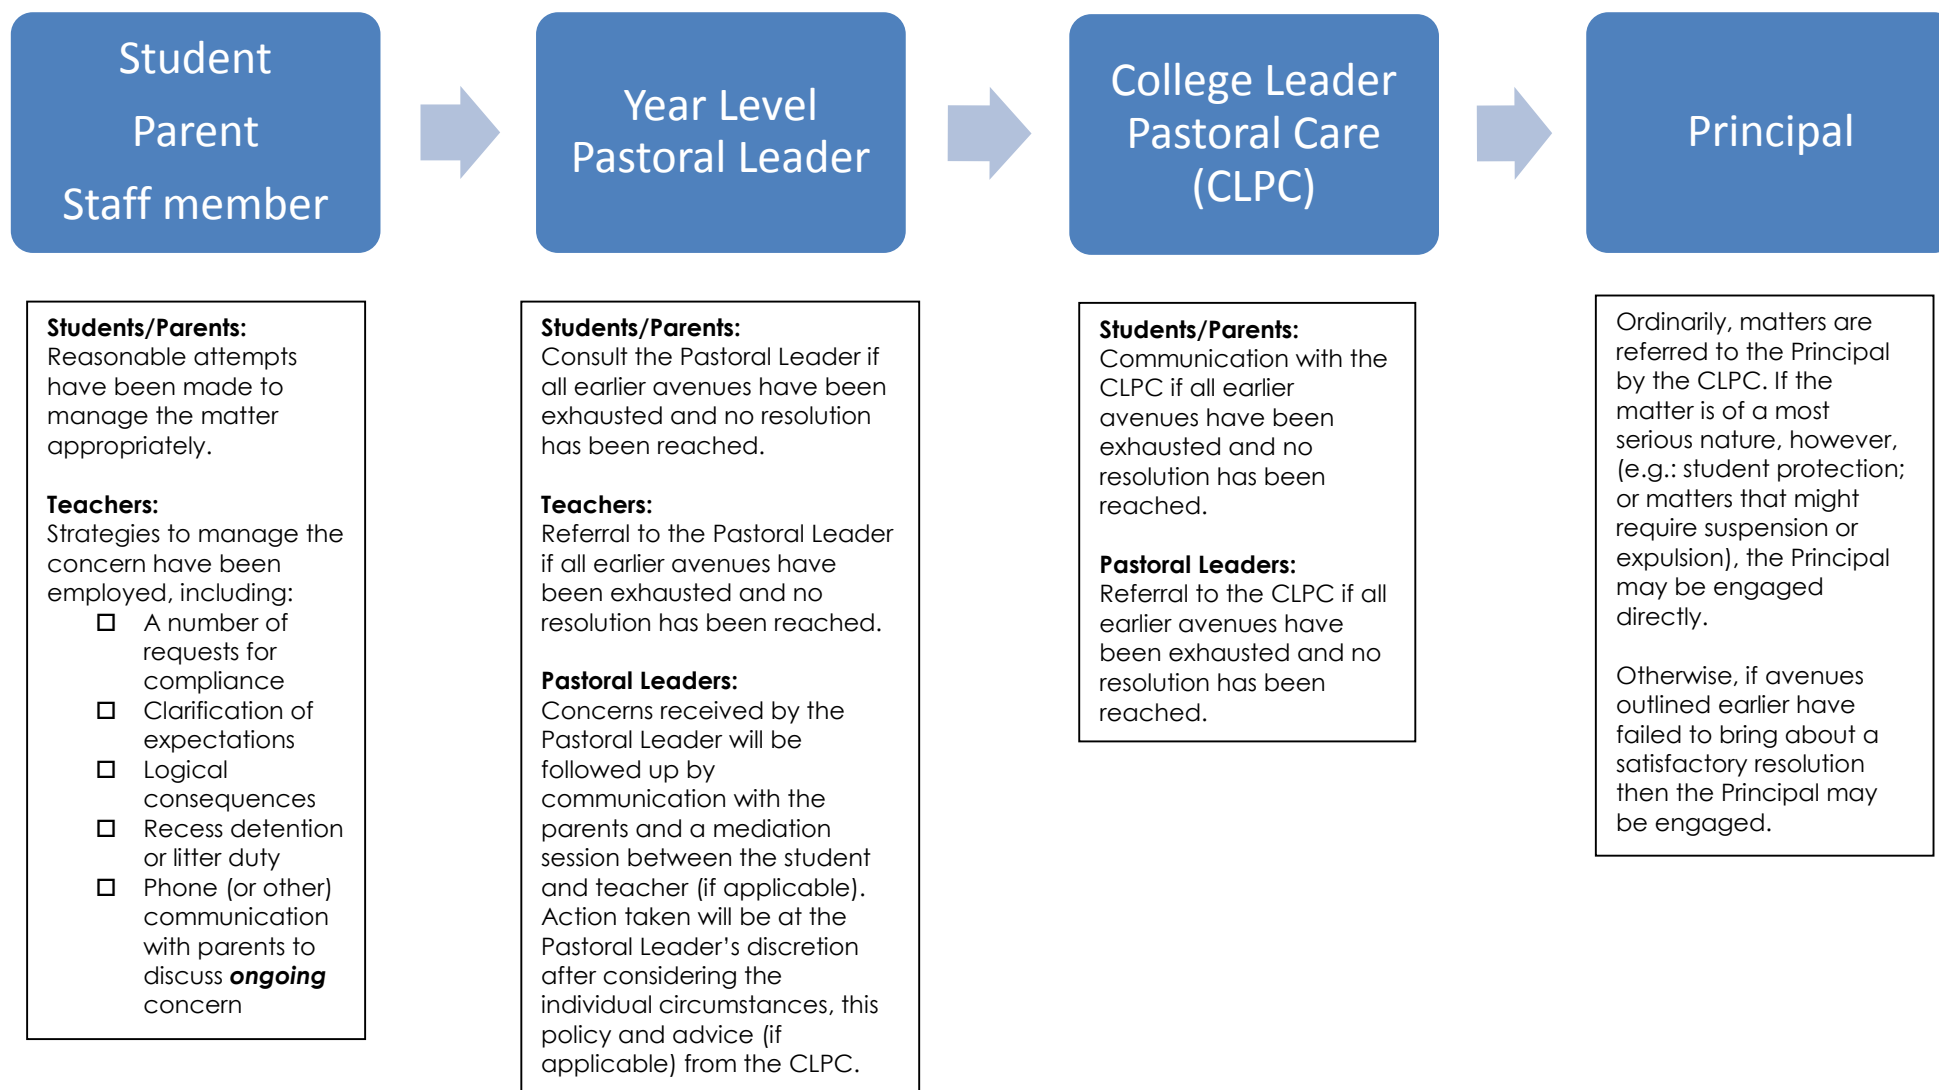 Student
Parent
Staff member
Year Level
Pastoral Leader
College Leader
Pastoral Care
(CLPC)
Principal
Students/Parents:
Reasonable attempts
have been made to
manage the matter
appropriately.
Teachers:
Strategies to manage the
concern have been
employed, including:
☐ A number of
requests for
compliance
☐ Clarification of
expectations
☐ Logical
consequences
☐ Recess detention
or litter duty
☐ Phone (or other)
communication
with parents to
discuss ongoing
concern
Students/Parents:
Consult the Pastoral Leader if
all earlier avenues have been
exhausted and no resolution
has been reached.
Teachers:
Referral to the Pastoral Leader
if all earlier avenues have
been exhausted and no
resolution has been reached.
Pastoral Leaders:
Concerns received by the
Pastoral Leader will be
followed up by
communication with the
parents and a mediation
session between the student
and teacher (if applicable).
Action taken will be at the
Pastoral Leader’s discretion
after considering the
individual circumstances, this
policy and advice (if
applicable) from the CLPC.
Students/Parents:
Communication with the
CLPC if all earlier
avenues have been
exhausted and no
resolution has been
reached.
Pastoral Leaders:
Referral to the CLPC if all
earlier avenues have
been exhausted and no
resolution has been
reached.
Ordinarily, matters are
referred to the Principal
by the CLPC. If the
matter is of a most
serious nature, however,
(e.g.: student protection;
or matters that might
require suspension or
expulsion), the Principal
may be engaged
directly.
Otherwise, if avenues
outlined earlier have
failed to bring about a
satisfactory resolution
then the Principal may
be engaged.